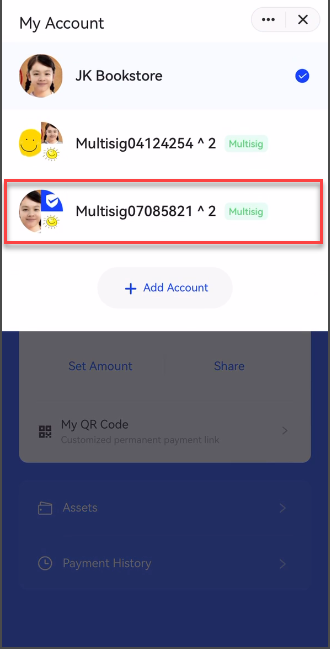 My Account
JK Bookstore
Multisig04124254 ^ 2 Multisig
Multisig07085821 ^ 2 Multisig
+ Add Account
Set Amount Share
My QR Code
Customized permanent payment link
Assets
Payment History